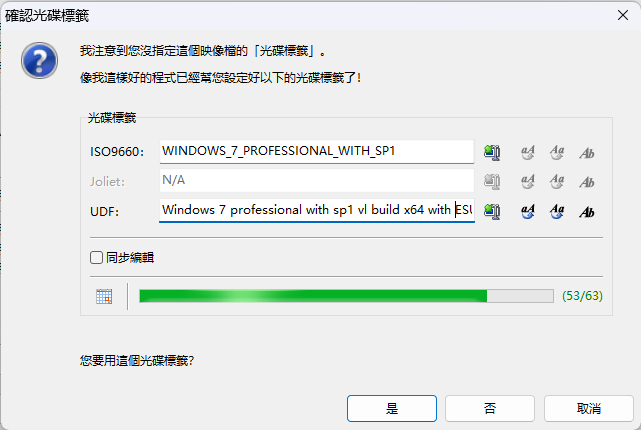 確認光碟標籤
我注意到您沒指定這個映像檔的「光碟標籤」。
像我這樣好的程式已經幫您設定好以下的光碟標籤了!
光碟標籤
ISO9660: WINDOWS_7_PROFESSIONAL_WITH_SP1
Joliet: N/A
UDF: Windows 7 professional with sp1 vl build x64 with ESU
同步編輯
(53/63)
您要用這個光碟標籤?
是 否 取消